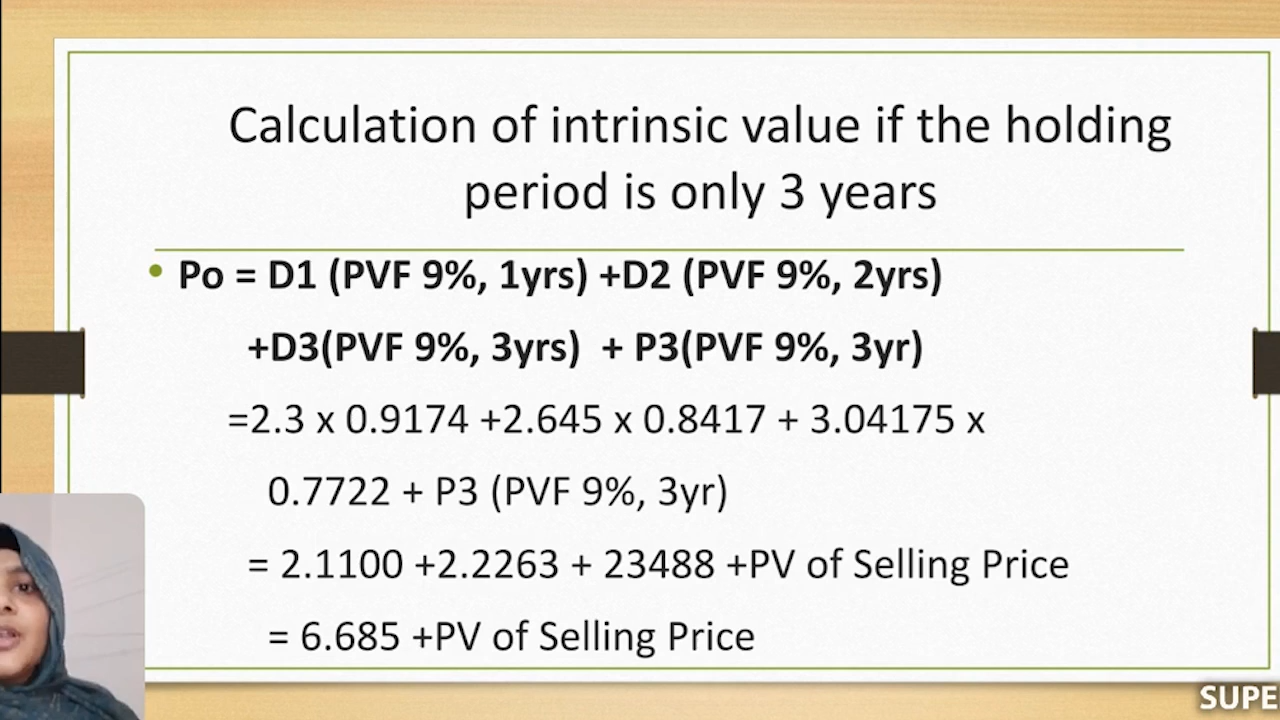 Calculation of intrinsic value if the holding
period is only 3 years
• Po = D1 (PVF 9%, 1yrs) +D2 (PVF 9%, 2yrs)
+D3(PVF 9%, 3yrs) + P3(PVF 9%, 3yr)
=2.3 x 0.9174 +2.645 x 0.8417 + 3.04175 x
0.7722 + P3 (PVF 9%, 3yr)
= 2.1100 +2.2263 + 23488 +PV of Selling Price
= 6.685 +PV of Selling Price
SUPE